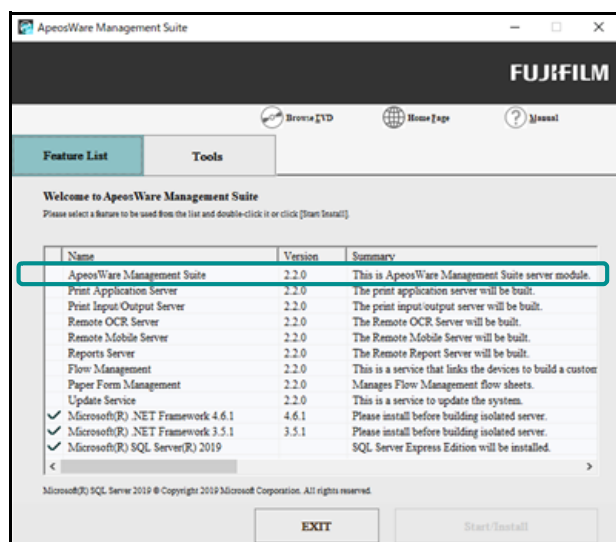 ApeosWare Management Suite
FUJIFILM
Browse DVD Home Page Manual
Feature List Tools
Welcome to ApeosWare Management Suite
Please select a feature to be used from the list and double-click it or click [Start/Install].
Name Version Summary
ApeosWare Management Suite 2.2.0 This is ApeosWare Management Suite server module.
Print Application Server 2.2.0 The print application server will be built.
Print Input/Output Server 2.2.0 The print input/output server will be built.
Remote OCR Server 2.2.0 The Remote OCR Server will be built.
Remote Mobile Server 2.2.0 The Remote Mobile Server will be built.
Reports Server 2.2.0 The Remote Report Server will be built.
Flow Management 2.2.0 This is a service that links the devices to build a custom
Paper Form Management 2.2.0 Manages Flow Management flow sheets.
Update Service 2.2.0 This is a service to update the system.
Microsoft(R) .NET Framework 4.6.1 4.6.1 Please install before building isolated server.
Microsoft(R) .NET Framework 3.5.1 3.5.1 Please install before building isolated server.
Microsoft(R) SQL Server(R) 2019 SQL Server Express Edition will be installed.
Microsoft(R) SQL Server 2019 © Copyright 2019 Microsoft Corporation. All rights reserved.
EXIT Start/Install